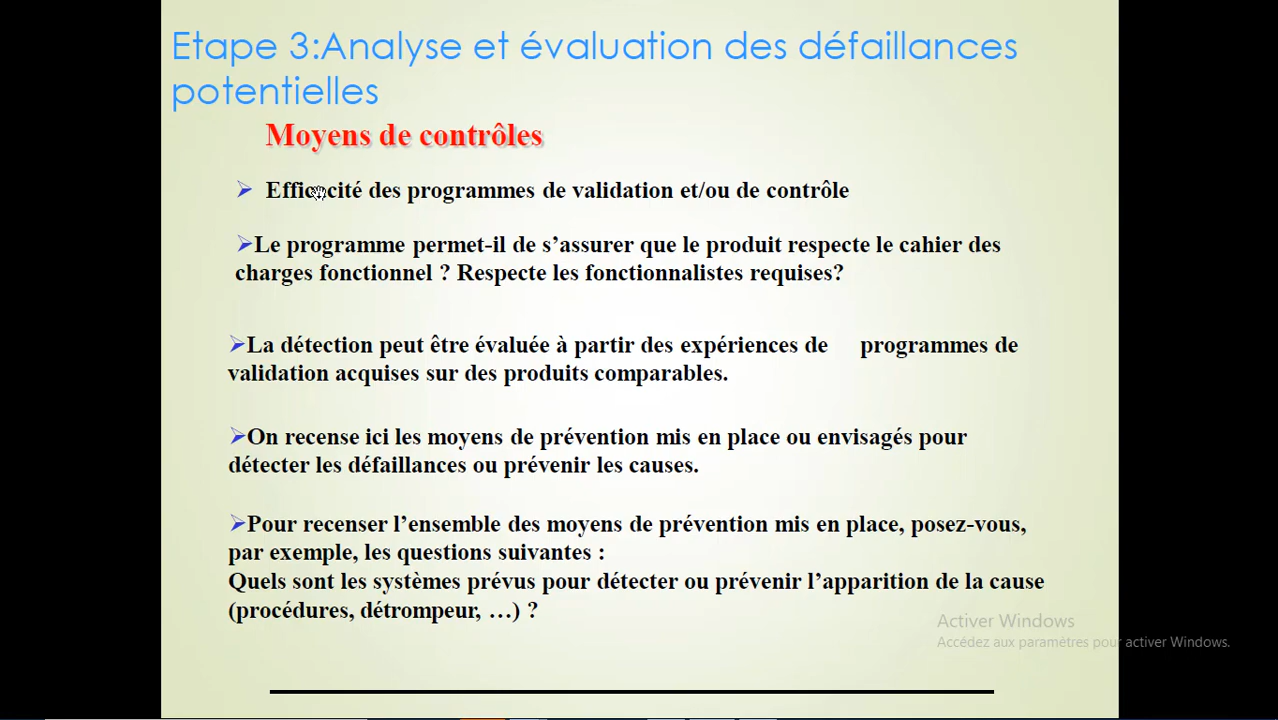 Etape 3:Analyse et évaluation des défaillances
potentielles
Moyens de contrôles
Efficacité des programmes de validation et/ou de contrôle
Le programme permet-il de s’assurer que le produit respecte le cahier des
charges fonctionnel ? Respecte les fonctionnalistes requises?
La détection peut être évaluée à partir des expériences de programmes de
validation acquises sur des produits comparables.
On recense ici les moyens de prévention mis en place ou envisagés pour
détecter les défaillances ou prévenir les causes.
Pour recenser l’ensemble des moyens de prévention mis en place, posez-vous,
par exemple, les questions suivantes :
Quels sont les systèmes prévus pour détecter ou prévenir l’apparition de la cause
(procédures, détrompeur, …) ?
Activer Windows
Accédez aux paramètres pour activer Windows.